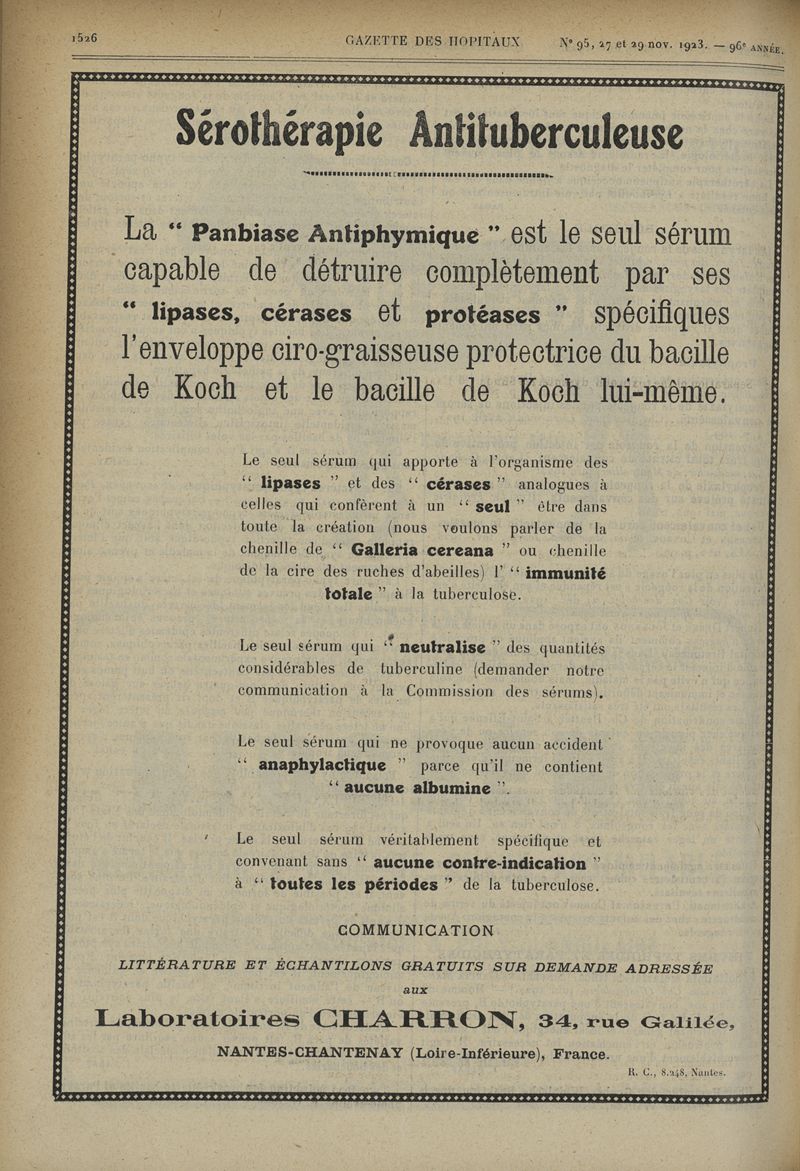 1526
GAZETTE DES HOPITAUX
N° 95, 27 et 29 nov. 1923. — 96e ANNÉE.
Sérothérapie Antituberculeuse
La “ Panbiase Antiphymique ” est le seul sérum
capable de détruire complètement par ses
“ lipases, cérases et protéases ” spécifiques
l'enveloppe ciro-graisseuse protectrice du bacille
de Koch et le bacille de Koch lui-même.
Le seul sérum qui apporte à l'organisme des
“ lipases ” et des “ cérases ” analogues à
celles qui confèrent à un “ seul ” être dans
toute la création (nous voulons parler de la
chenille de “ Galleria cereana ” ou chenille
de la cire des ruches d'abeilles) l' “ immunité
totale ” à la tuberculose.
Le seul sérum qui “ neutralise ” des quantités
considérables de tuberculine (demander notre
communication à la Commission des sérums).
Le seul sérum qui ne provoque aucun accident
“ anaphylactique ” parce qu'il ne contient
“ aucune albumine ”.
Le seul sérum véritablement spécifique et
convenant sans “ aucune contre-indication ”
à “ toutes les périodes ” de la tuberculose.
COMMUNICATION
LITTÉRATURE ET ÉCHANTILONS GRATUITS SUR DEMANDE ADRESSÉE
aux
Laboratoires CHARRON, 34, rue Galilée,
NANTES-CHANTENAY (Loire-Inférieure), France.
R. C., 8.248, Nantes.